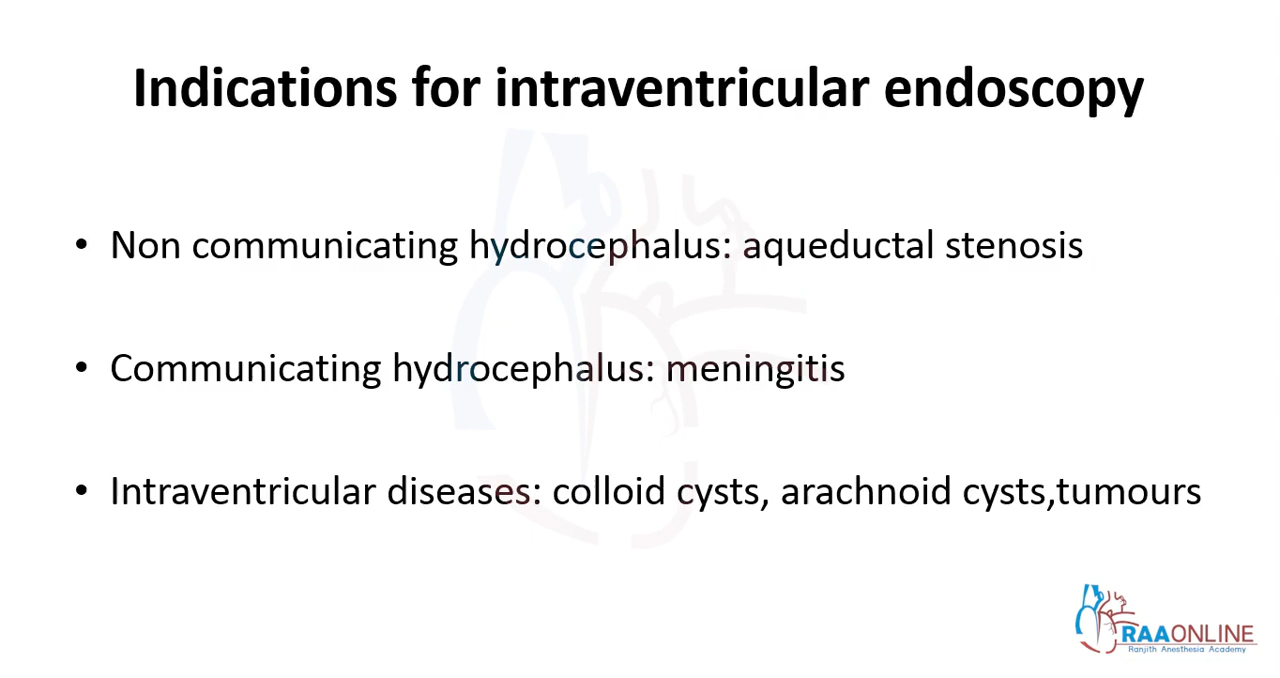 Indications for intraventricular endoscopy
• Non communicating hydrocephalus: aqueductal stenosis
• Communicating hydrocephalus: meningitis
• Intraventricular diseases: colloid cysts, arachnoid cysts,tumours
RAAONLINE
Ranjith Anesthesia Academy